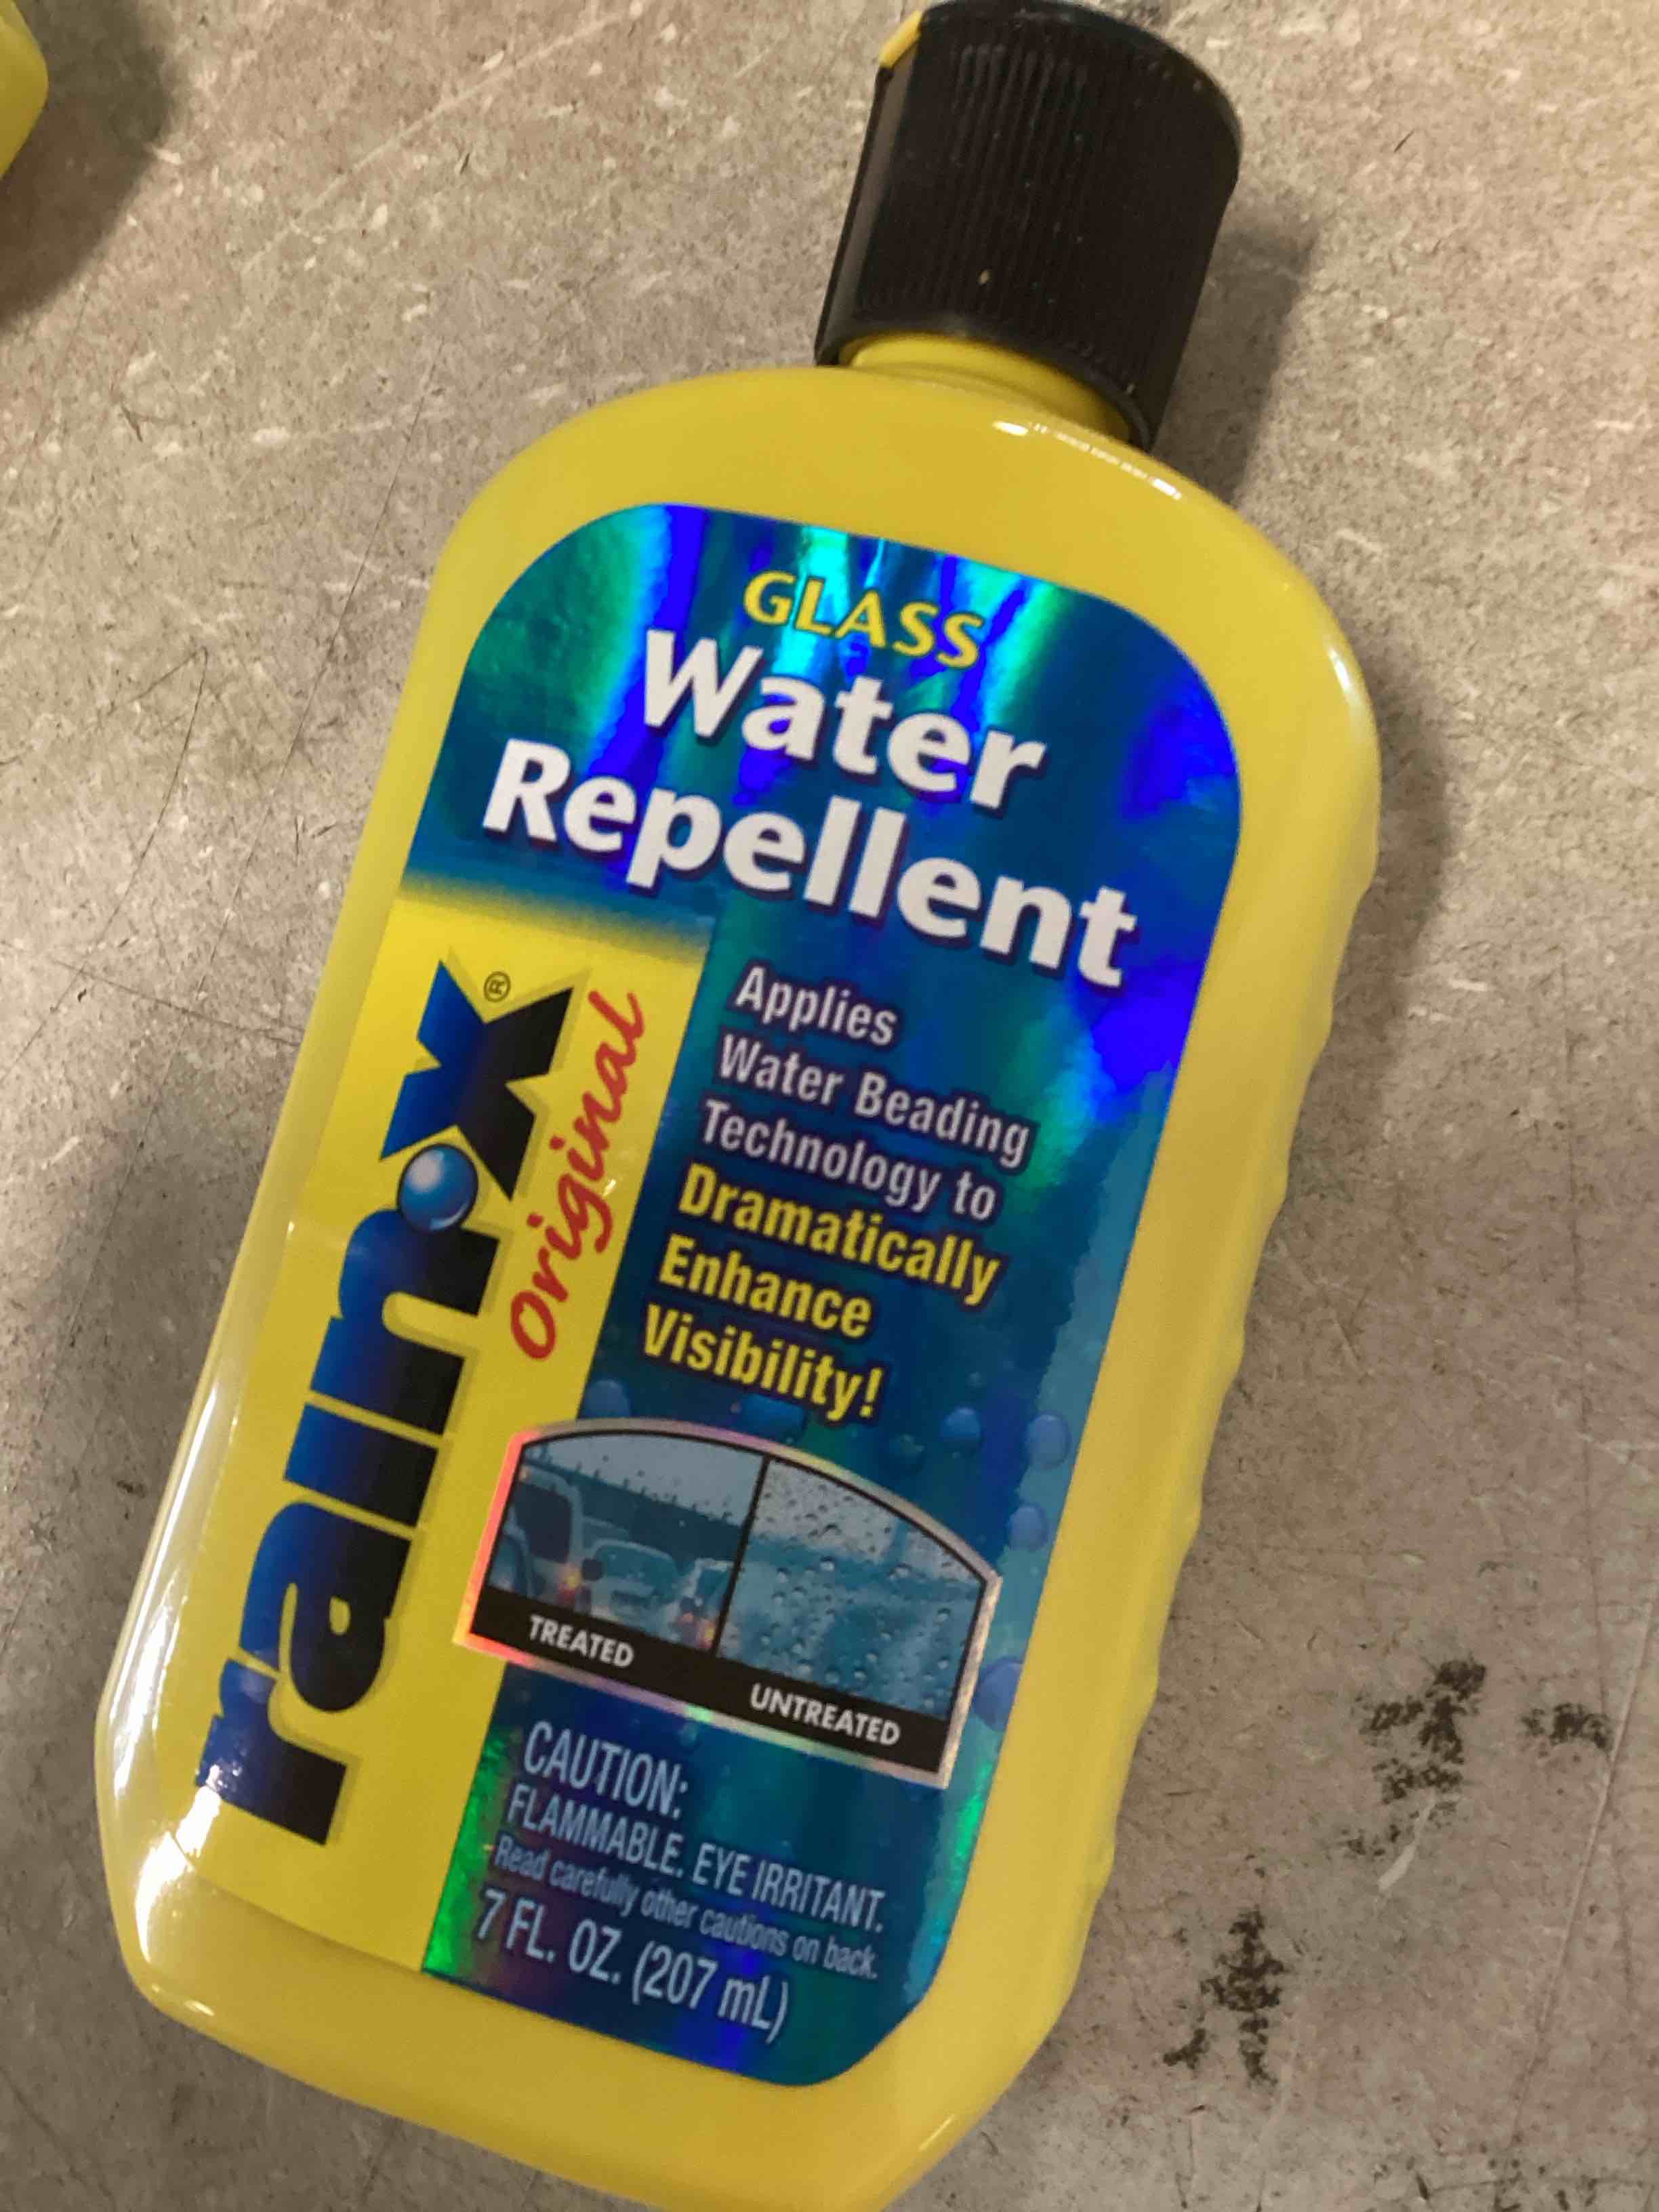 GLASS
Water
Repellent
rain·x®
Original
Applies
Water Beading
Technology to
Dramatically
Enhance
Visibility!
TREATED
UNTREATED
CAUTION:
FLAMMABLE. EYE IRRITANT.
Read carefully other cautions on back.
7 FL. OZ. (207 mL)